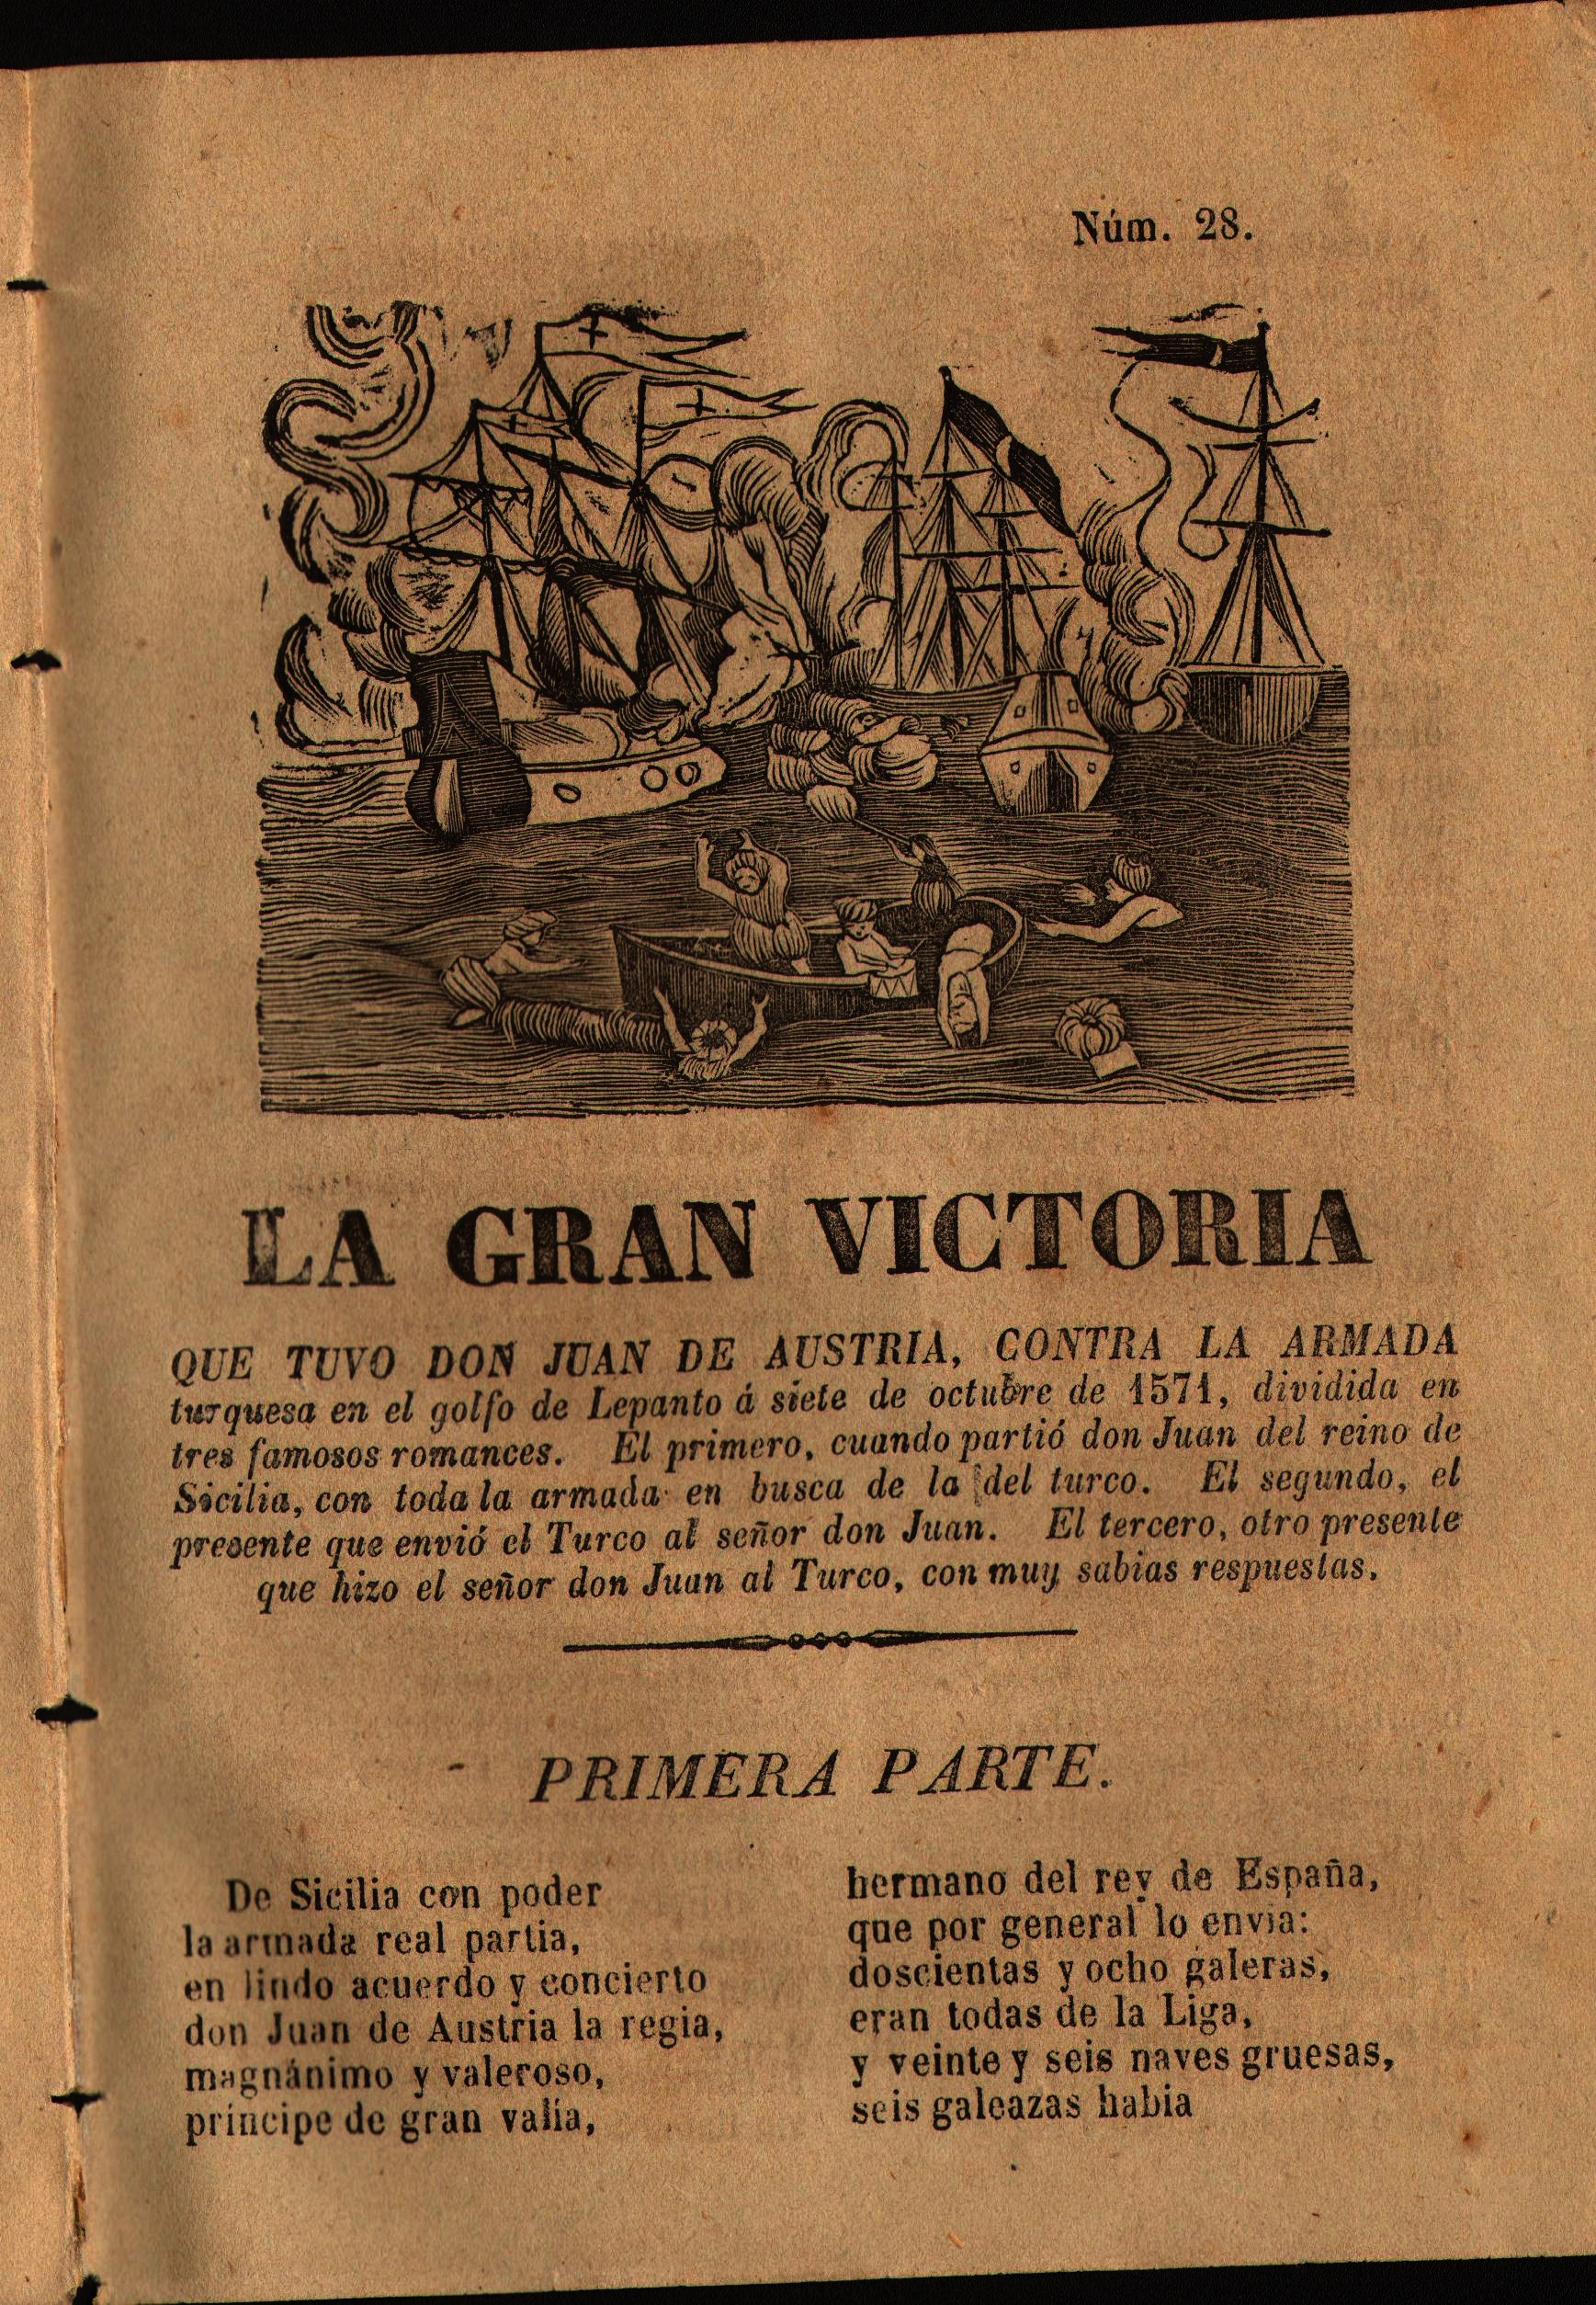 Núm. 28.
LA GRAN VICTORIA
QUE TUVO DON JUAN DE AUSTRIA, CONTRA LA ARMADA
turquesa en el golfo de Lepanto á siete de octubre de 1571, dividida en
tres famosos romances. El primero, cuando partió don Juan del reino de
Sicilia, con toda la armada en busca de la del turco. El segundo, el
presente que envió el Turco al señor don Juan. El tercero, otro presente
que hizo el señor don Juan al Turco, con muy sabias respuestas.
PRIMERA PARTE.
De Sicilia con poder
la armada real partia,
en lindo acuerdo y concierto
don Juan de Austria la regia,
magnánimo y valeroso,
príncipe de gran valía,
hermano del rey de España,
que por general lo envia:
doscientas y ocho galeras,
eran todas de la Liga,
y veinte y seis naves gruesas,
seis galeazas habia